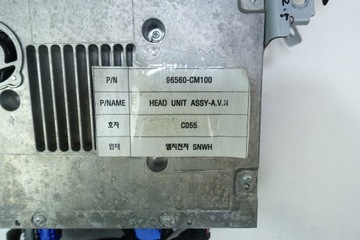 P/N 96560-CM100
P/NAME HEAD UNIT ASSY-A.V.N
호차 C055
업체 엘지전자 SNWH